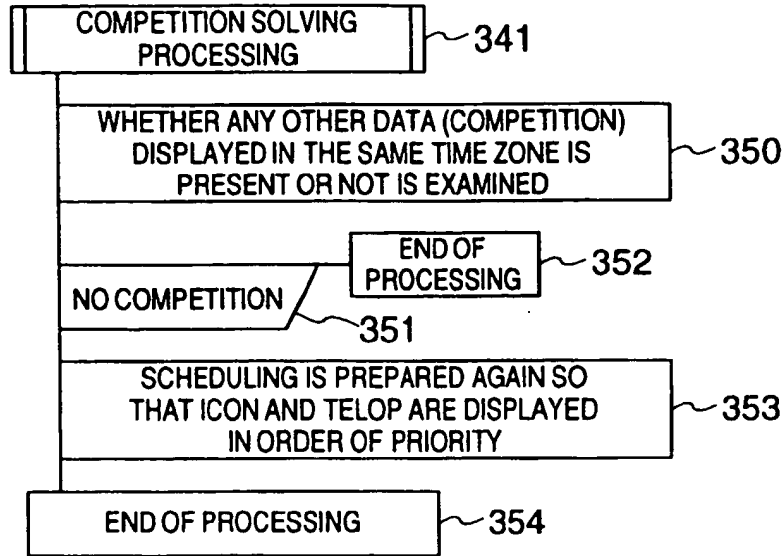 COMPETITION SOLVING
PROCESSING
341
WHETHER ANY OTHER DATA (COMPETITION)
DISPLAYED IN THE SAME TIME ZONE IS
PRESENT OR NOT IS EXAMINED
350
END OF
PROCESSING
352
NO COMPETITION
351
SCHEDULING IS PREPARED AGAIN SO
THAT ICON AND TELOP ARE DISPLAYED
IN ORDER OF PRIORITY
353
END OF PROCESSING
354